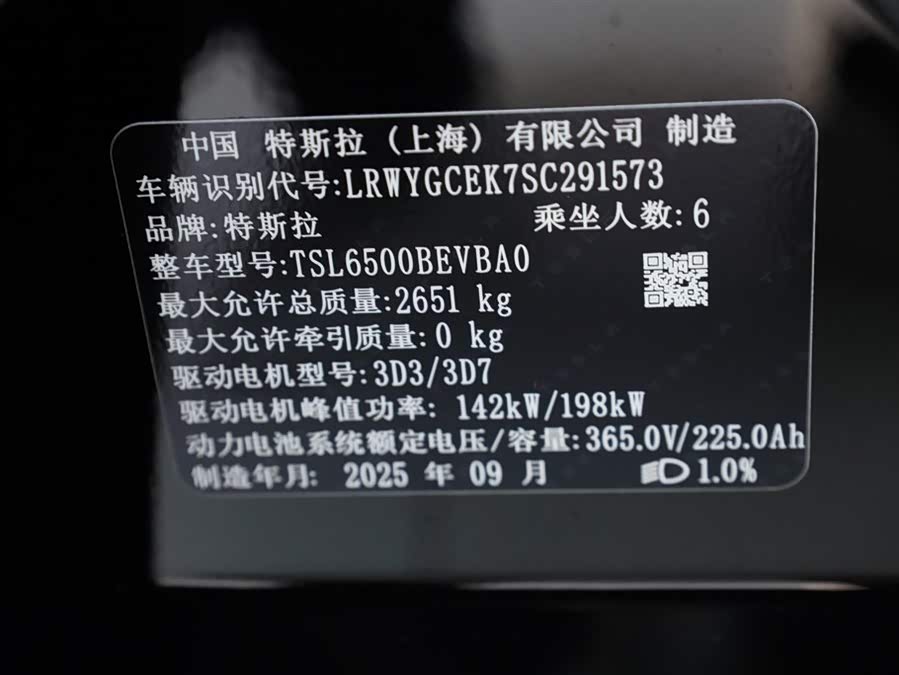 中国 特斯拉 (上海) 有限公司 制造
车辆识别代号:LRWYGCEK7SC291573
品牌:特斯拉 乘坐人数:6
整车型号:TSL6500BEVBA0
最大允许总质量:2651 kg
最大允许牵引质量:0 kg
驱动电机型号:3D3/3D7
驱动电机峰值功率: 142kW/198kW
动力电池系统额定电压/容量:365.0V/225.0Ah
制造年月: 2025 年 09 月 1.0%